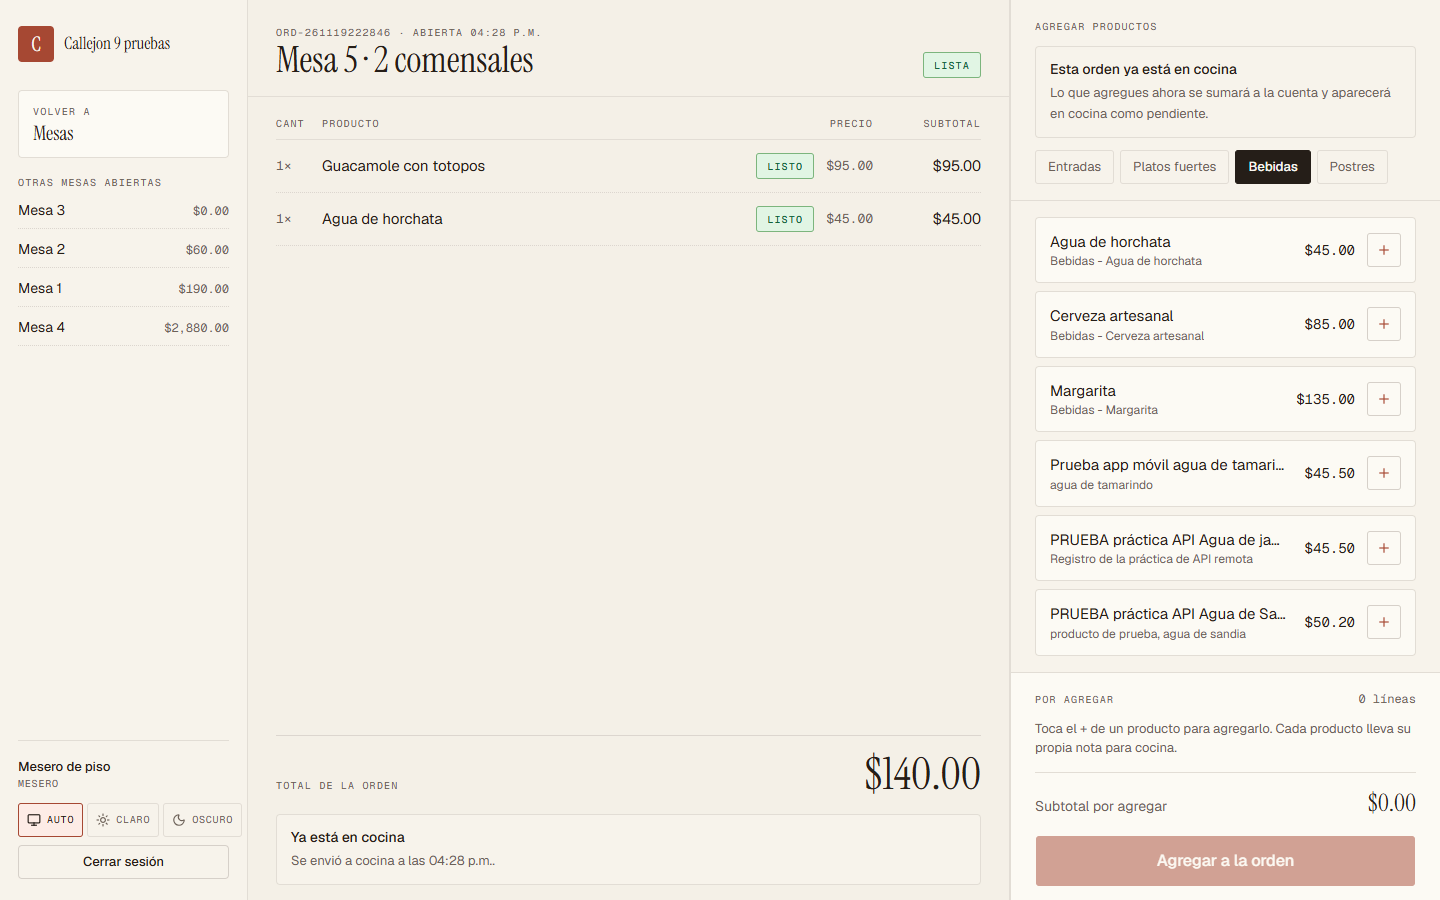 C
Callejon 9 pruebas
VOLVER A
Mesas
OTRAS MESAS ABIERTAS
Mesa 3 $0.00
Mesa 2 $60.00
Mesa 1 $190.00
Mesa 4 $2,880.00
Mesero de piso
MESERO
AUTO CLARO OSCURO
Cerrar sesión
ORD-261119222846 · ABIERTA 04:28 P.M.
Mesa 5 · 2 comensales
LISTA
CANT PRODUCTO PRECIO SUBTOTAL
1× Guacamole con totopos LISTO $95.00 $95.00
1× Agua de horchata LISTO $45.00 $45.00
TOTAL DE LA ORDEN $140.00
Ya está en cocina
Se envió a cocina a las 04:28 p.m..
AGREGAR PRODUCTOS
Esta orden ya está en cocina
Lo que agregues ahora se sumará a la cuenta y aparecerá
en cocina como pendiente.
Entradas Platos fuertes Bebidas Postres
Agua de horchata
Bebidas - Agua de horchata
$45.00 +
Cerveza artesanal
Bebidas - Cerveza artesanal
$85.00 +
Margarita
Bebidas - Margarita
$135.00 +
Prueba app móvil agua de tamari...
agua de tamarindo
$45.50 +
PRUEBA práctica API Agua de ja...
Registro de la práctica de API remota
$45.50 +
PRUEBA práctica API Agua de Sa...
producto de prueba, agua de sandia
$50.20 +
POR AGREGAR 0 líneas
Toca el + de un producto para agregarlo. Cada producto lleva su
propia nota para cocina.
Subtotal por agregar $0.00
Agregar a la orden